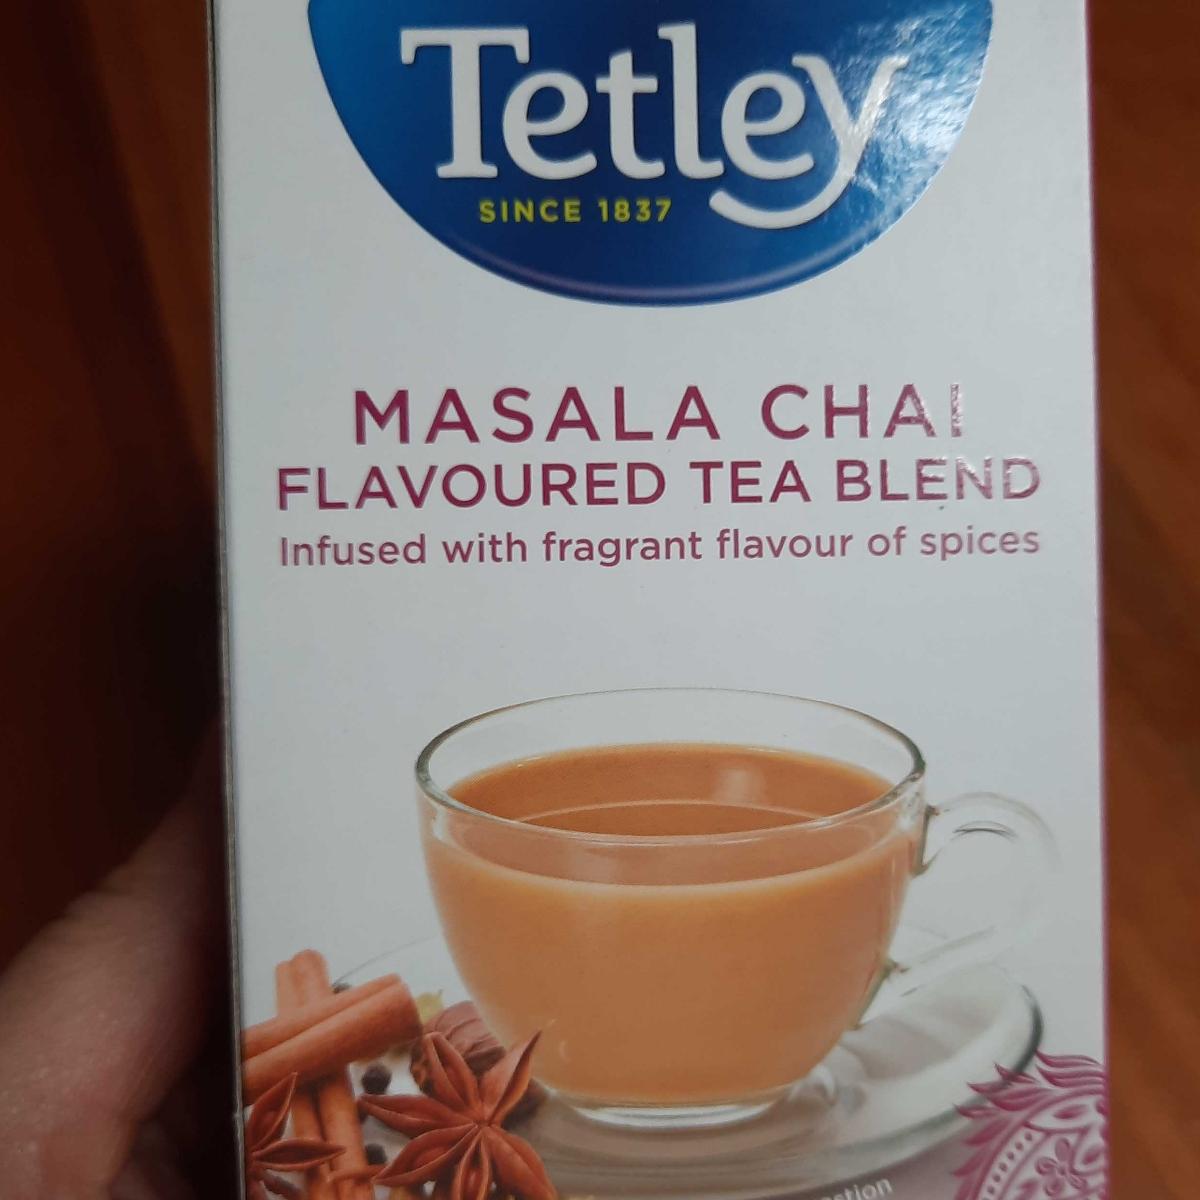 Tetley
SINCE 1837
MASALA CHAI
FLAVOURED TEA BLEND
Infused with fragrant flavour of spices